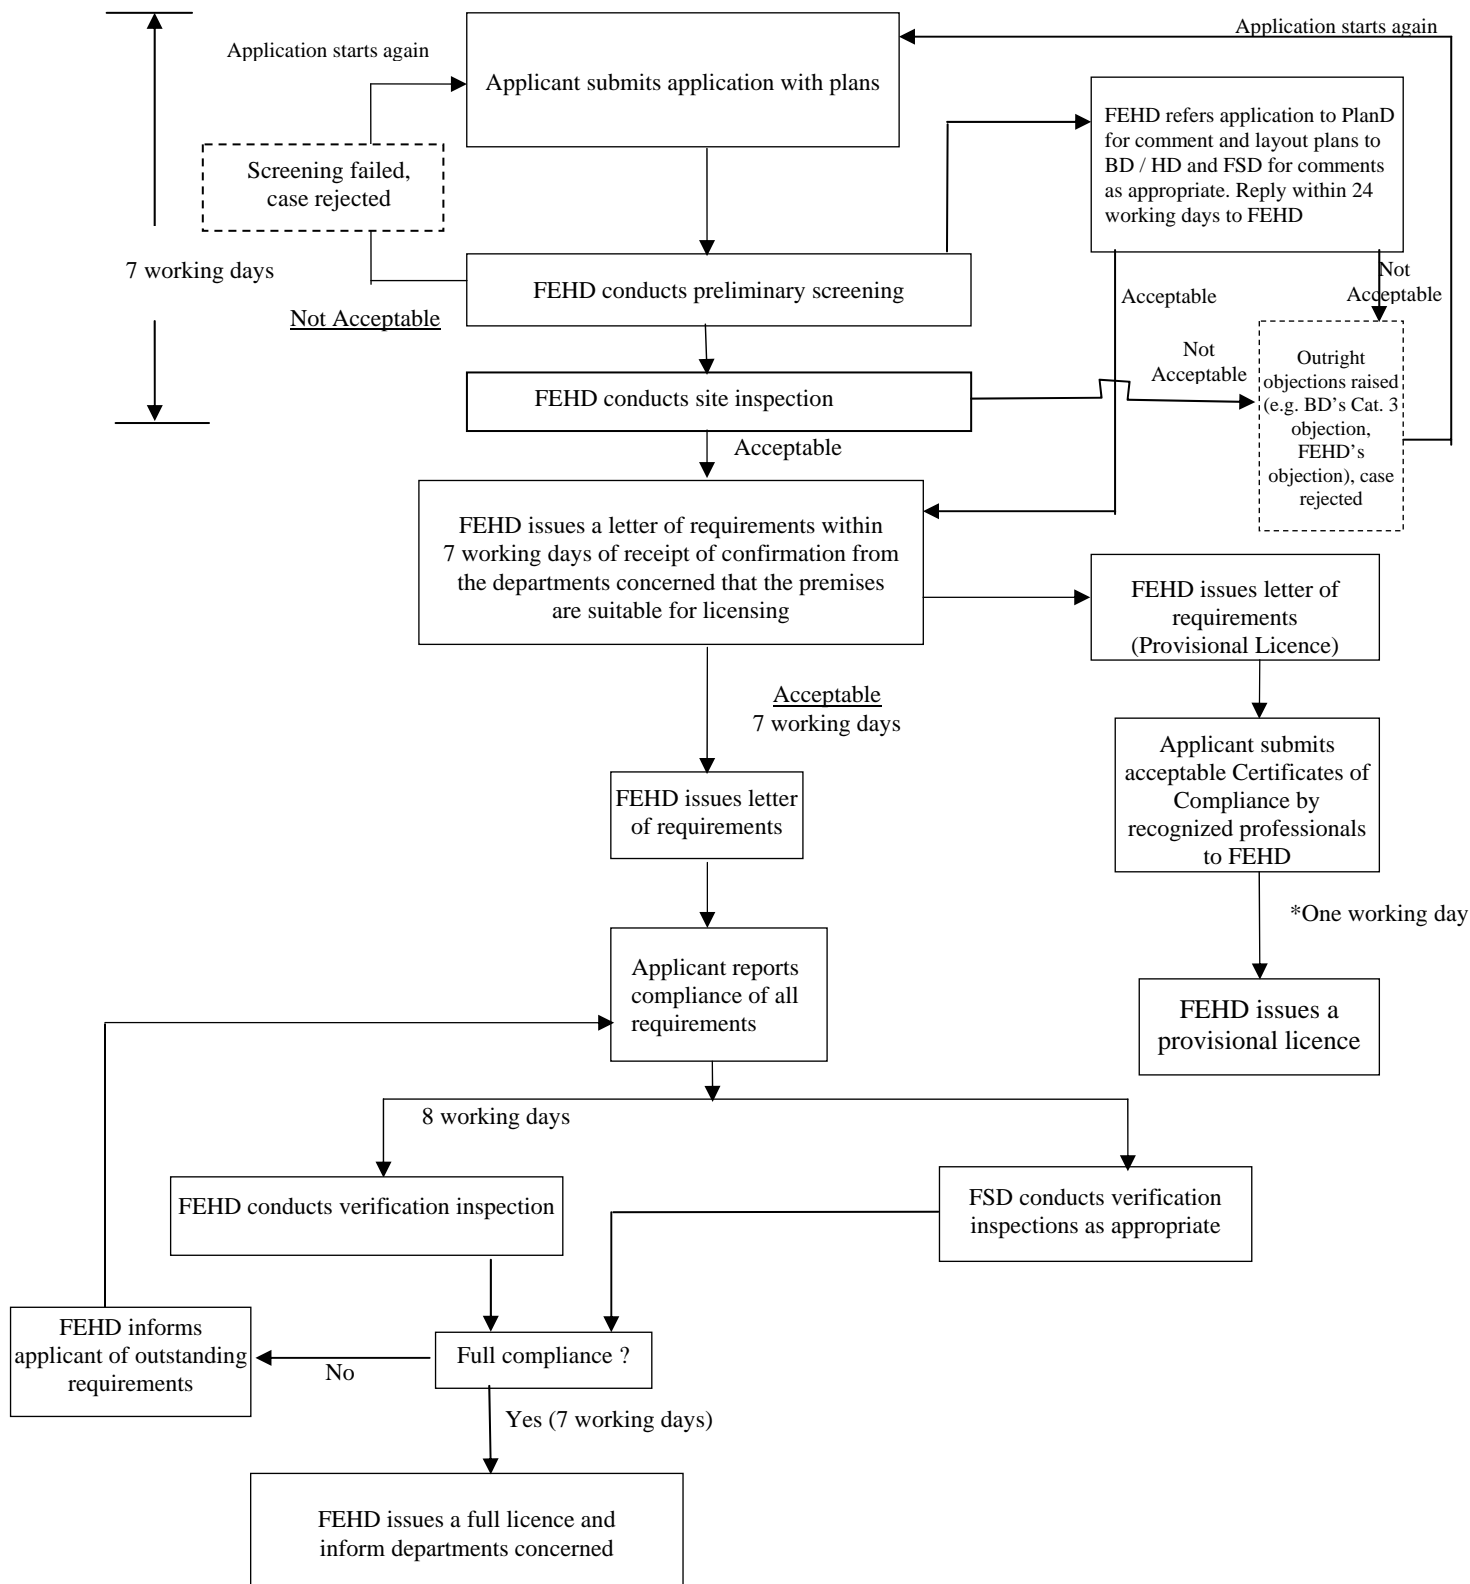 Application starts again
Application starts again
Applicant submits application with plans
FEHD refers application to PlanD
for comment and layout plans to
BD / HD and FSD for comments
as appropriate. Reply within 24
working days to FEHD
Screening failed,
case rejected
7 working days
FEHD conducts preliminary screening
Not Acceptable
Acceptable
Not
Acceptable
FEHD conducts site inspection
Not
Acceptable
Outright
objections raised
(e.g. BD’s Cat. 3
objection,
FEHD’s
objection), case
rejected
Acceptable
FEHD issues a letter of requirements within
7 working days of receipt of confirmation from
the departments concerned that the premises
are suitable for licensing
FEHD issues letter of
requirements
(Provisional Licence)
Acceptable
7 working days
Applicant submits
acceptable Certificates of
Compliance by
recognized professionals
to FEHD
FEHD issues letter
of requirements
*One working day
Applicant reports
compliance of all
requirements
FEHD issues a
provisional licence
8 working days
FEHD conducts verification inspection
FSD conducts verification
inspections as appropriate
FEHD informs
applicant of outstanding
requirements
No
Full compliance ?
Yes (7 working days)
FEHD issues a full licence and
inform departments concerned